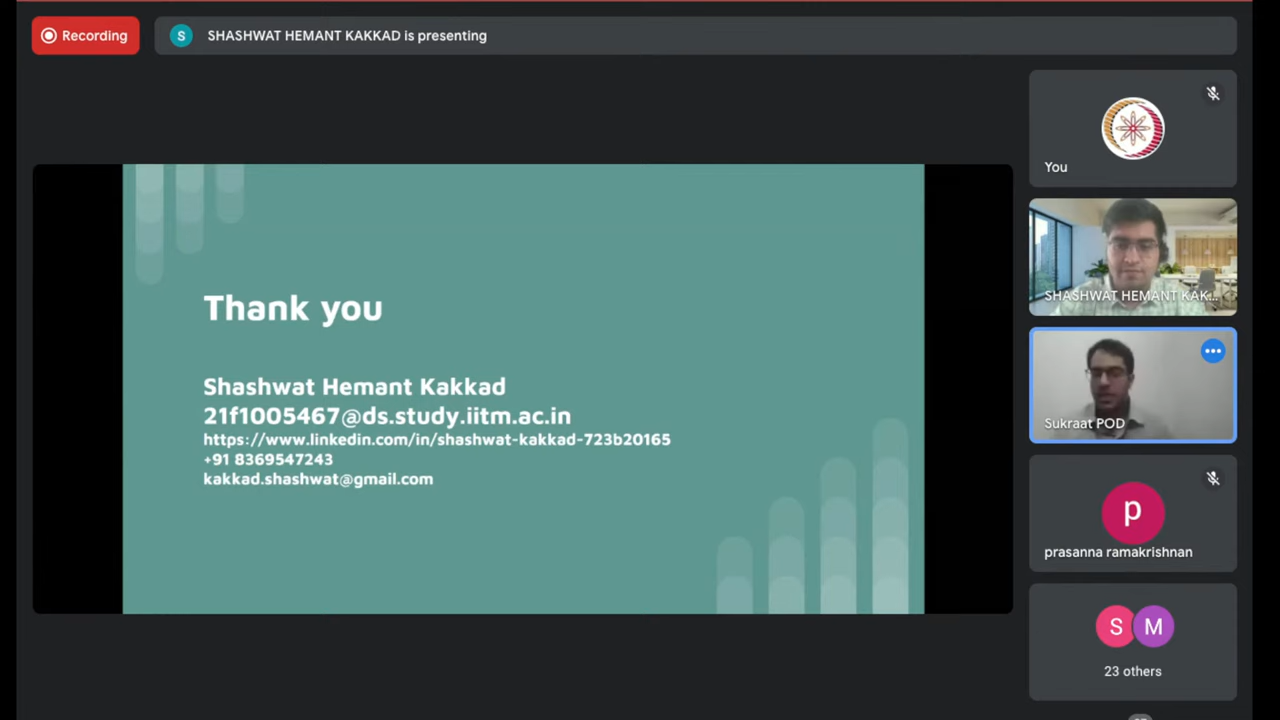 Recording
S SHASHWAT HEMANT KAKKAD is presenting
You
Thank you
Shashwat Hemant Kakkad
21f1005467@ds.study.iitm.ac.in
https://www.linkedin.com/in/shashwat-kakkad-723b20165
+91 8369547243
kakkad.shashwat@gmail.com
SHASHWAT HEMANT KAK...
Sukraat POD
p
prasanna ramakrishnan
S M
23 others